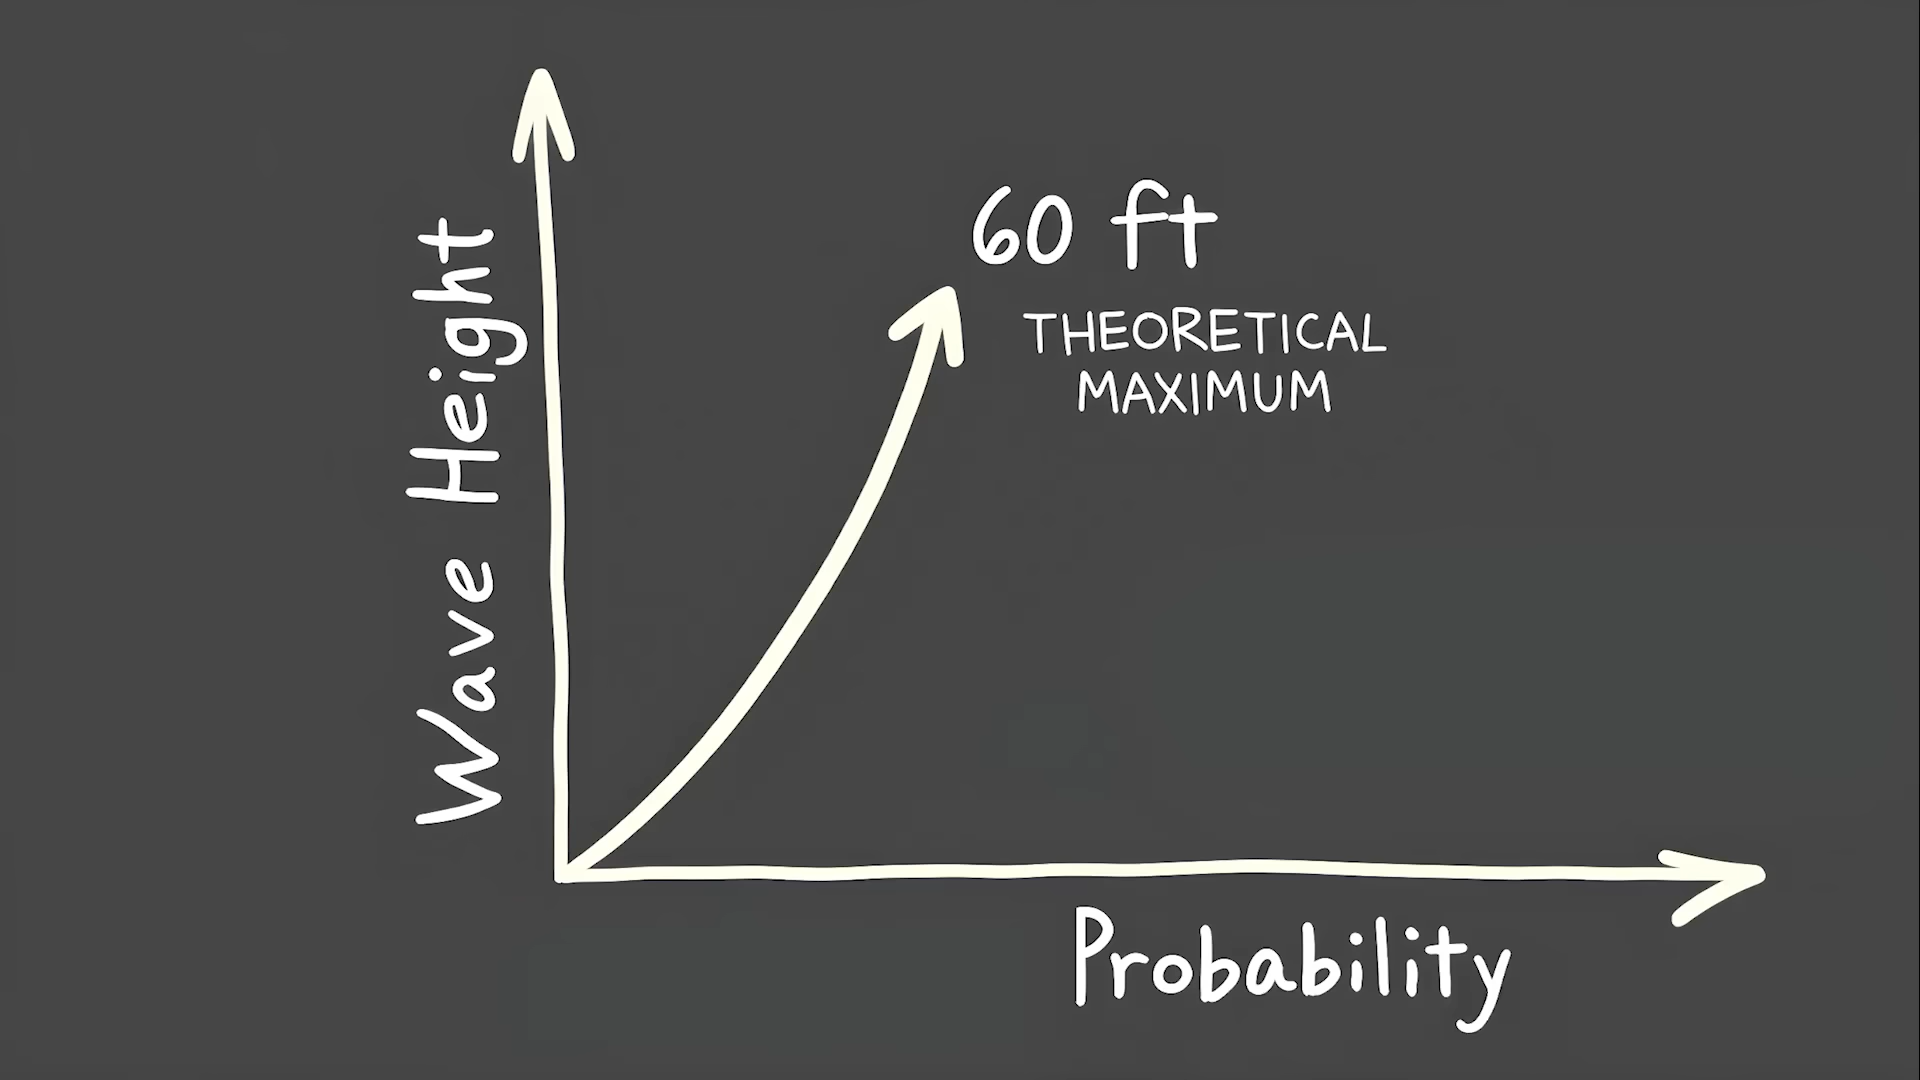 Wave Height
60 ft
THEORETICAL
MAXIMUM
Probability